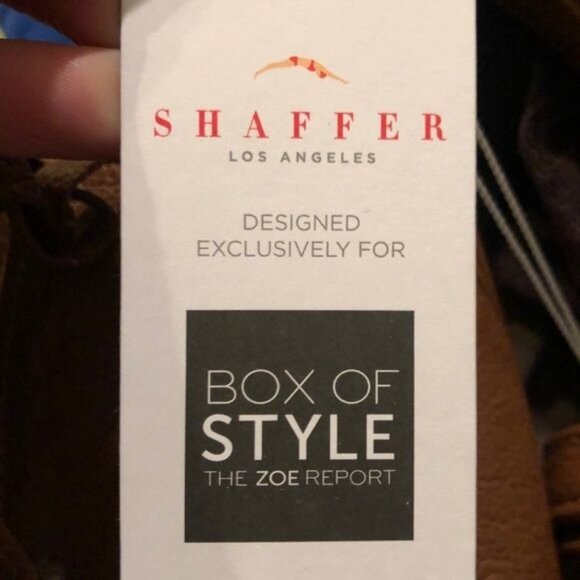 SHAFFER
LOS ANGELES
DESIGNED
EXCLUSIVELY FOR
BOX OF
STYLE
THE ZOE REPORT